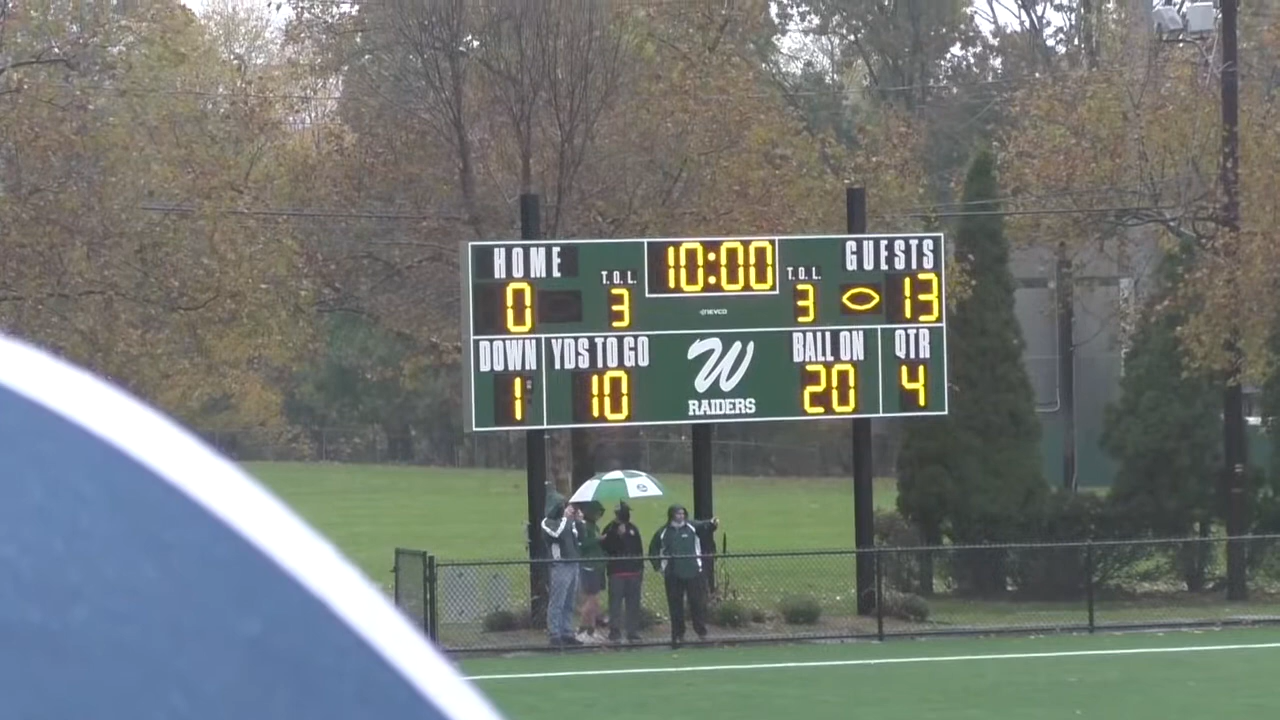 HOME 10:00 GUESTS
T.O.L. T.O.L.
0 3 3 13
NEVCO
DOWN YDS TO GO W BALL ON QTR
1 10 20 4
RAIDERS